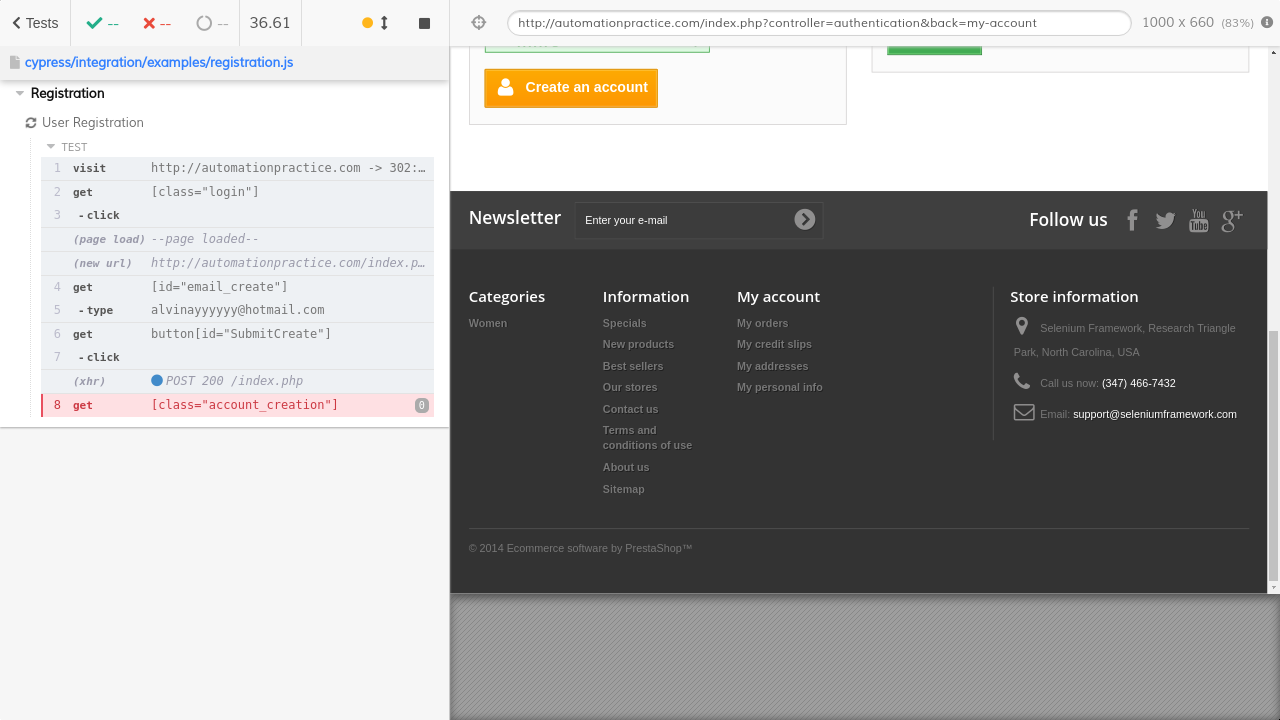 Tests -- -- -- 36.61
http://automationpractice.com/index.php?controller=authentication&back=my-account 1000 x 660 (83%)
cypress/integration/examples/registration.js
Registration
User Registration
TEST
1 visit http://automationpractice.com -> 302:…
2 get [class="login"]
3 -click
(page load) --page loaded--
(new url) http://automationpractice.com/index.p…
4 get [id="email_create"]
5 -type alvinayyyyyy@hotmail.com
6 get button[id="SubmitCreate"]
7 -click
(xhr) POST 200 /index.php
8 get [class="account_creation"] 0
Create an account
Newsletter Enter your e-mail
Follow us
Categories
Women
Information
Specials
New products
Best sellers
Our stores
Contact us
Terms and
conditions of use
About us
Sitemap
My account
My orders
My credit slips
My addresses
My personal info
Store information
Selenium Framework, Research Triangle
Park, North Carolina, USA
Call us now: (347) 466-7432
Email: support@seleniumframework.com
© 2014 Ecommerce software by PrestaShop™